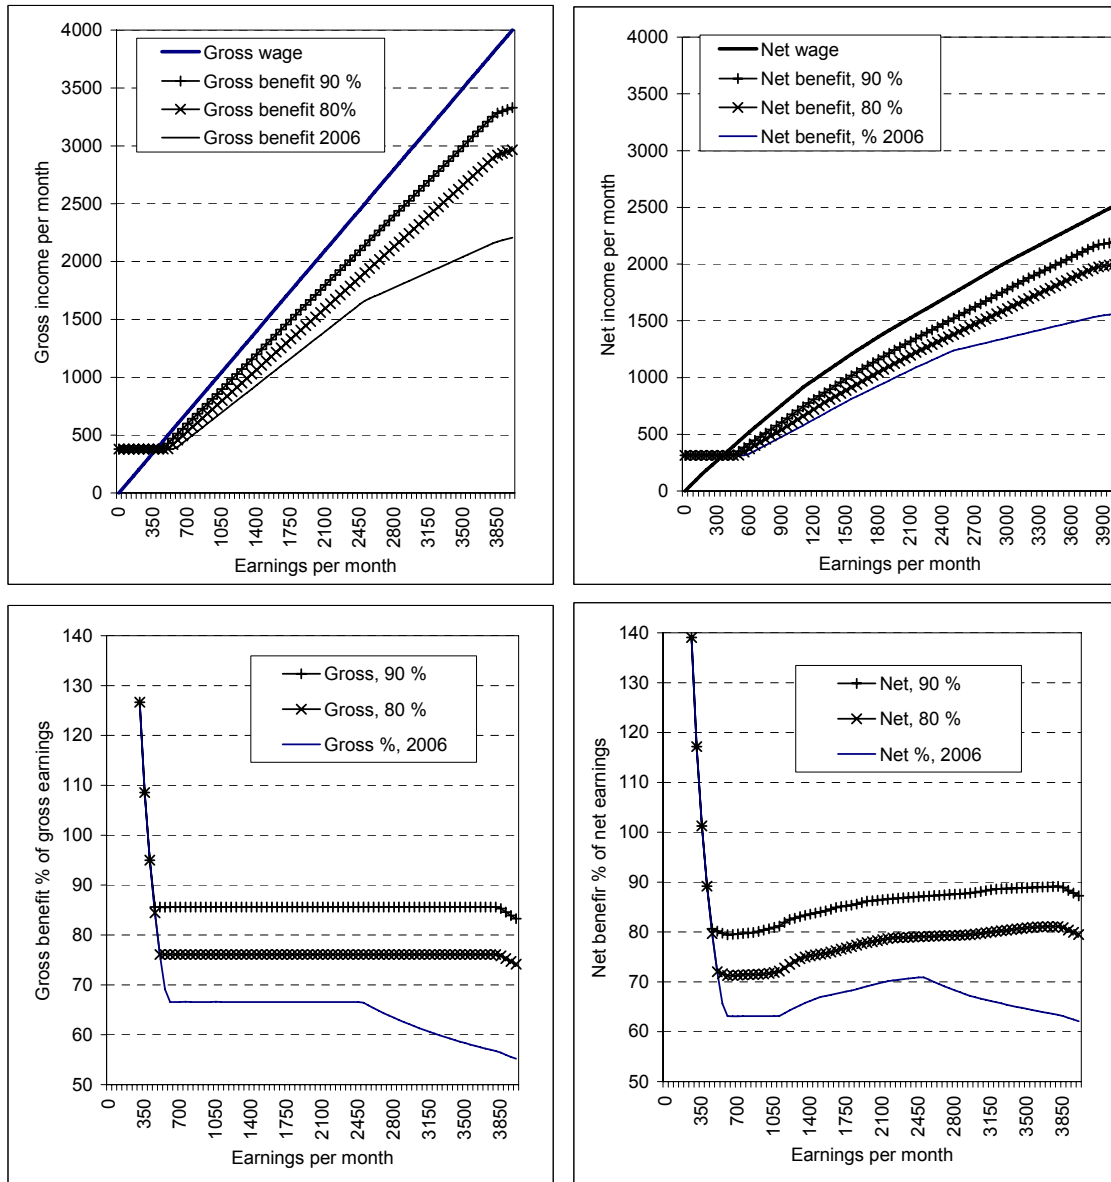 4000
3500
3000
2500
2000
1500
1000
500
0
Gross income per month
Gross wage
Gross benefit 90 %
Gross benefit 80%
Gross benefit 2006
0 350 700 1050 1400 1750 2100 2450 2800 3150 3500 3850
Earnings per month
4000
3500
3000
2500
2000
1500
1000
500
0
Net income per month
Net wage
Net benefit, 90 %
Net benefit, 80 %
Net benefit, % 2006
0 300 600 900 1200 1500 1800 2100 2400 2700 3000 3300 3600 3900
Earnings per month
140
130
120
110
100
90
80
70
60
50
Gross benefit % of gross earnings
Gross, 90 %
Gross, 80 %
Gross %, 2006
0 350 700 1050 1400 1750 2100 2450 2800 3150 3500 3850
Earnings per month
140
130
120
110
100
90
80
70
60
50
Net benefir % of net earnings
Net, 90 %
Net, 80 %
Net %, 2006
0 350 700 1050 1400 1750 2100 2450 2800 3150 3500 3850
Earnings per month